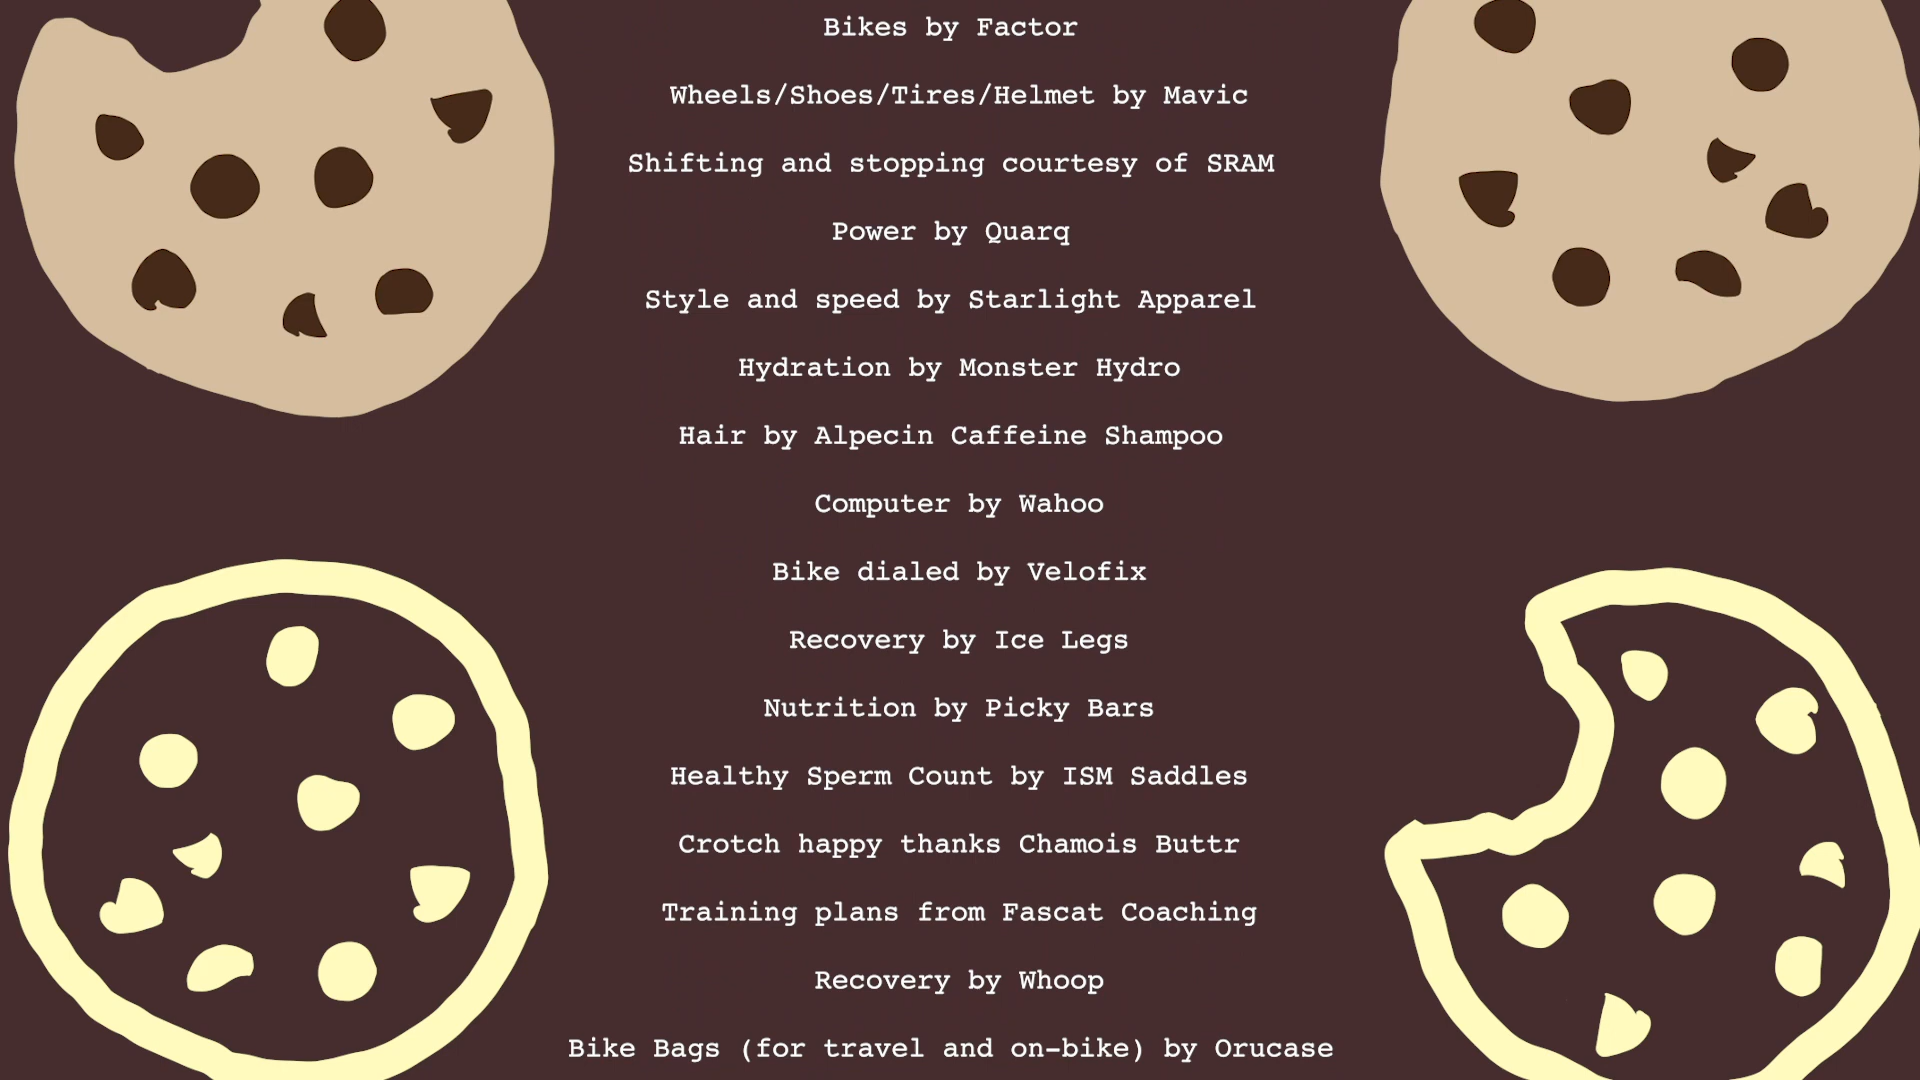 Bikes by Factor
Wheels/Shoes/Tires/Helmet by Mavic
Shifting and stopping courtesy of SRAM
Power by Quarq
Style and speed by Starlight Apparel
Hydration by Monster Hydro
Hair by Alpecin Caffeine Shampoo
Computer by Wahoo
Bike dialed by Velofix
Recovery by Ice Legs
Nutrition by Picky Bars
Healthy Sperm Count by ISM Saddles
Crotch happy thanks Chamois Buttr
Training plans from Fascat Coaching
Recovery by Whoop
Bike Bags (for travel and on-bike) by Orucase